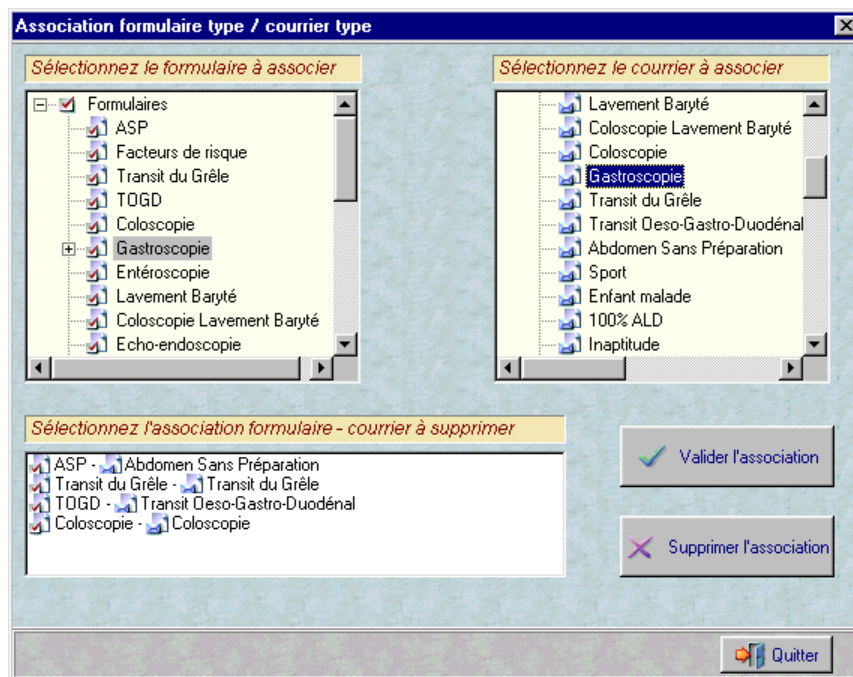 Association formulaire type / courrier type
Sélectionnez le formulaire à associer
Formulaires
ASP
Facteurs de risque
Transit du Grêle
TOGD
Coloscopie
Gastroscopie
Entéroscopie
Lavement Baryté
Coloscopie Lavement Baryté
Echo-endoscopie
Sélectionnez le courrier à associer
Lavement Baryté
Coloscopie Lavement Baryté
Coloscopie
Gastroscopie
Transit du Grêle
Transit Oeso-Gastro-Duodénal
Abdomen Sans Préparation
Sport
Enfant malade
100% ALD
Inaptitude
Sélectionnez l'association formulaire - courrier à supprimer
ASP - Abdomen Sans Préparation
Transit du Grêle - Transit du Grêle
TOGD - Transit Oeso-Gastro-Duodénal
Coloscopie - Coloscopie
Valider l'association
Supprimer l'association
Quitter